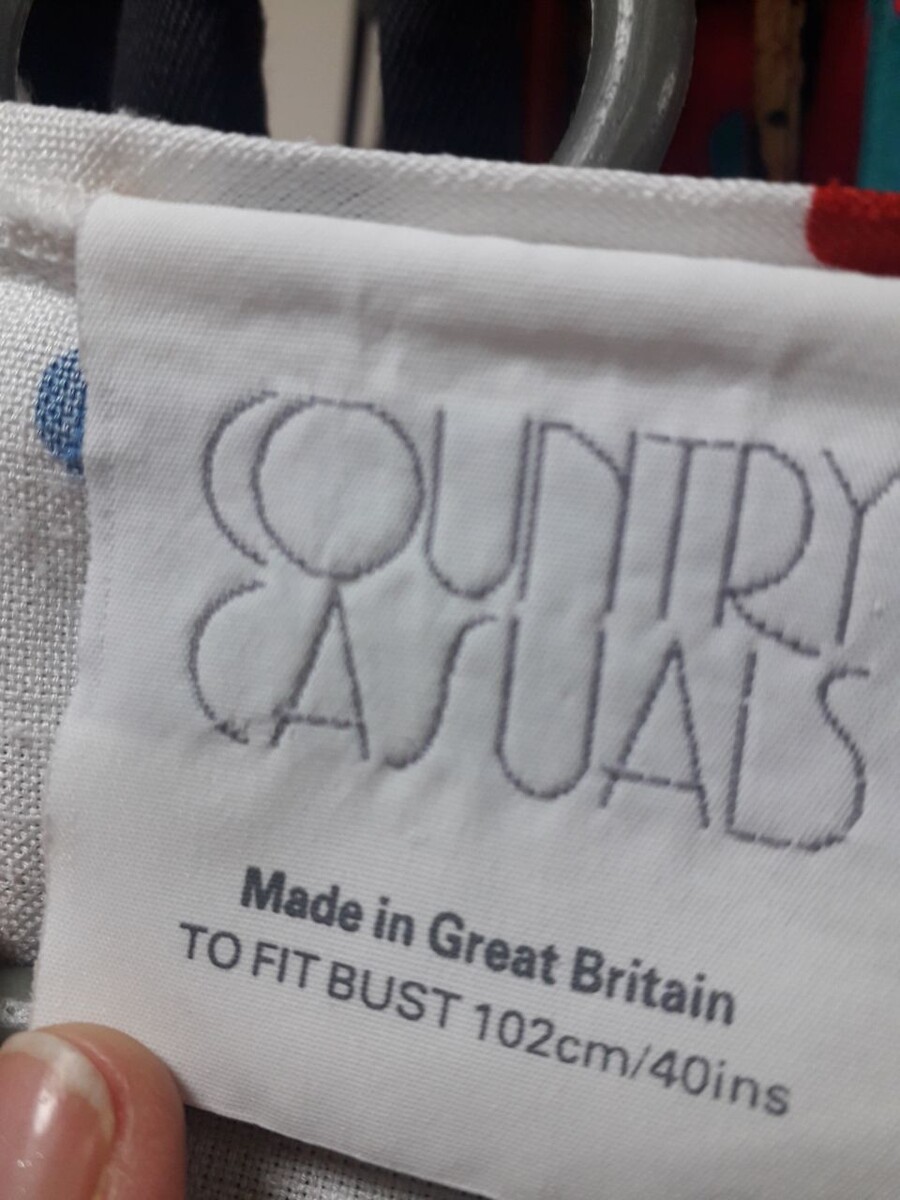 COUNTRY
CASUALS
Made in Great Britain
TO FIT BUST 102cm/40ins